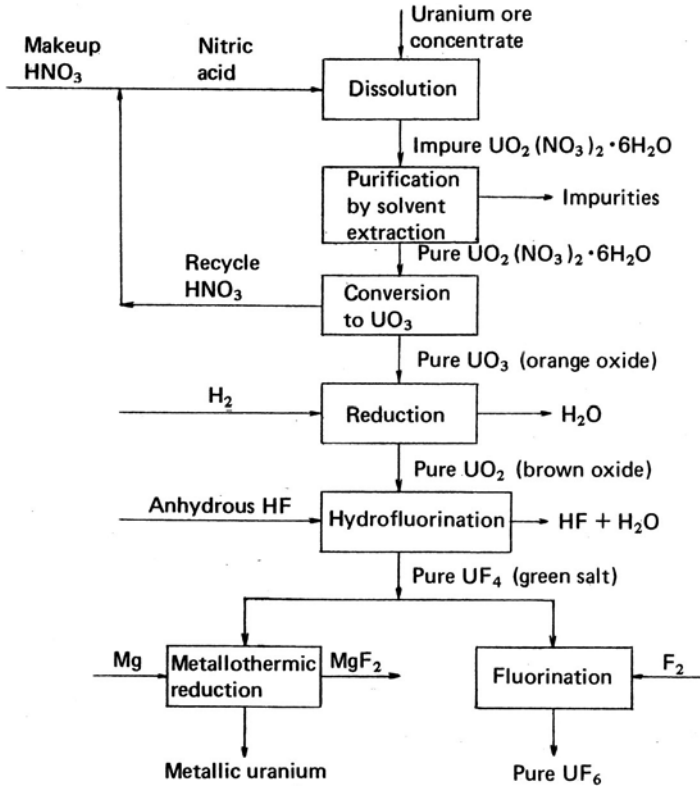 Uranium ore
concentrate
Makeup
HNO₃
Nitric
acid
Dissolution
Impure UO₂(NO₃)₂·6H₂O
Purification
by solvent
extraction
Impurities
Pure UO₂(NO₃)₂·6H₂O
Recycle
HNO₃
Conversion
to UO₃
Pure UO₃ (orange oxide)
H₂
Reduction
H₂O
Pure UO₂ (brown oxide)
Anhydrous HF
Hydrofluorination
HF + H₂O
Pure UF₄ (green salt)
Mg
Metallothermic
reduction
MgF₂
Fluorination
F₂
Metallic uranium
Pure UF₆